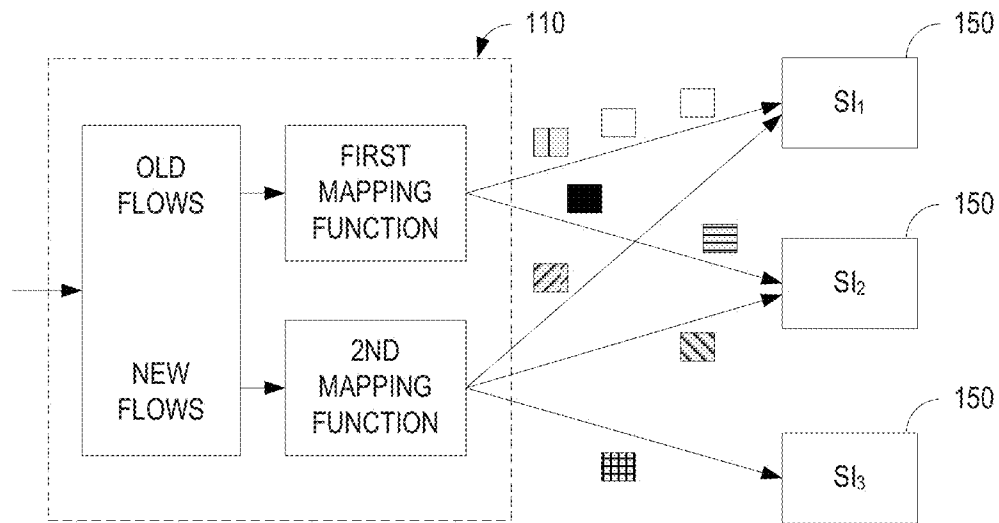 110
150
OLD
FLOWS
FIRST
MAPPING
FUNCTION
SI₁
150
SI₂
NEW
FLOWS
2ND
MAPPING
FUNCTION
150
SI₃